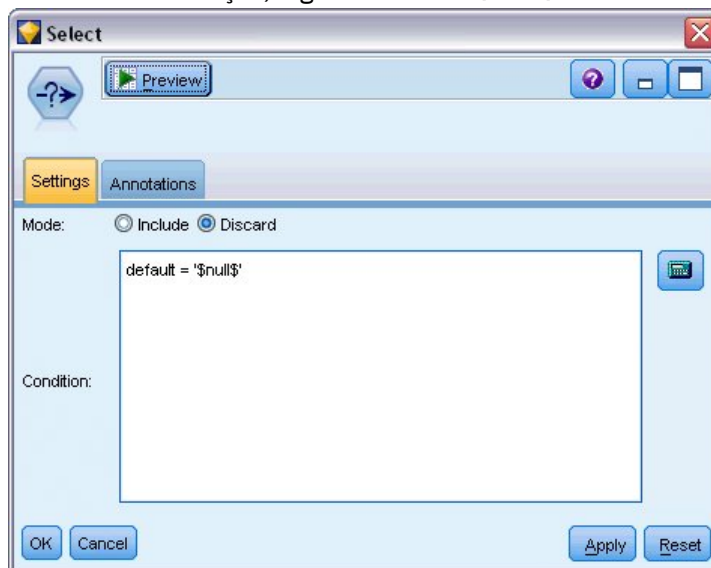 Select
Preview
Settings Annotations
Mode: Include Discard
default = '$null$'
Condition:
OK Cancel Apply Reset